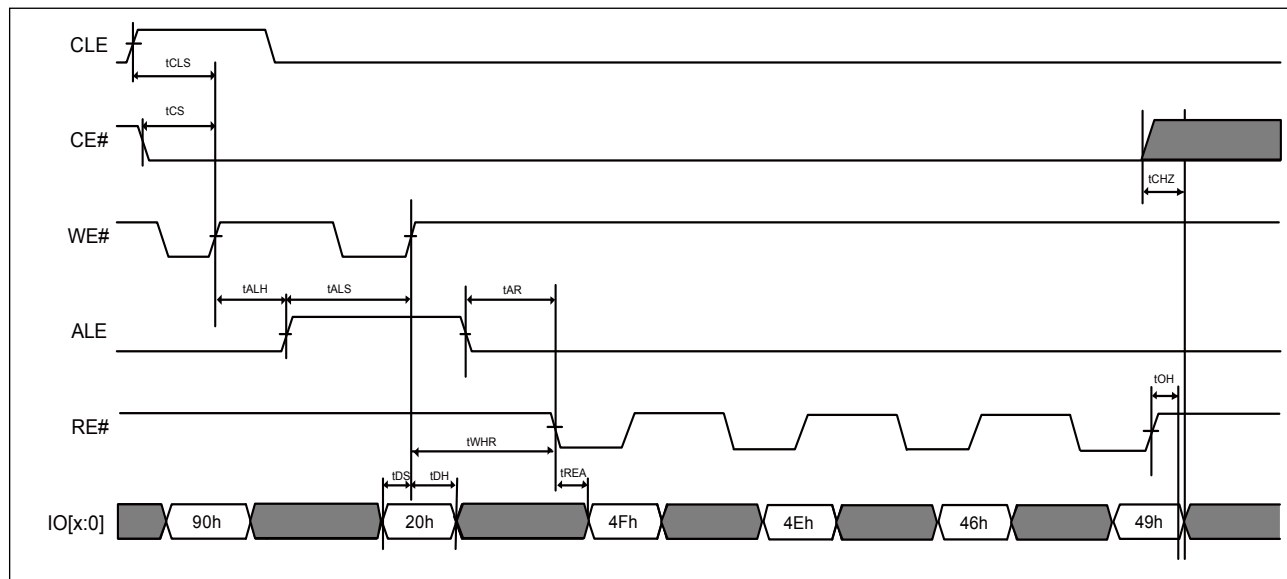 CLE
tCLS
tCS
CE#
tCHZ
WE#
tALH tALS tAR
ALE
tOH
RE#
tWHR
tDS tDH tREA
IO[x:0] 90h 20h 4Fh 4Eh 46h 49h